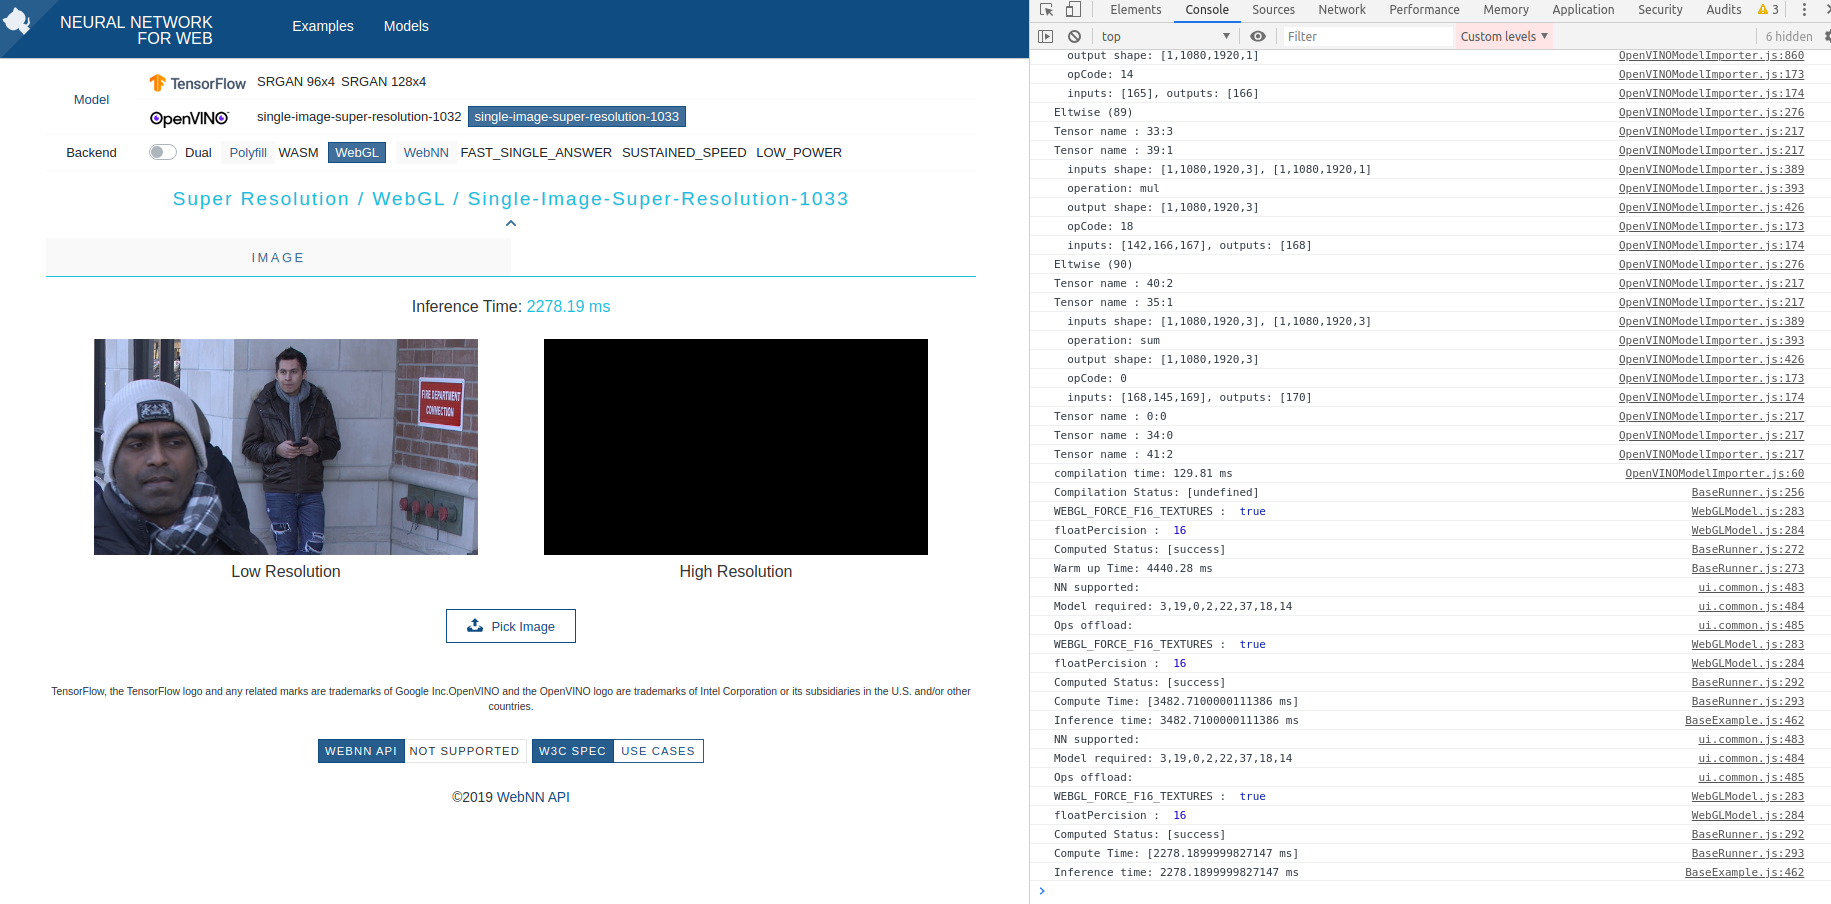 NEURAL NETWORK
FOR WEB
Examples Models
Model
TensorFlow SRGAN 96x4 SRGAN 128x4
OpenVINO single-image-super-resolution-1032 single-image-super-resolution-1033
Backend Dual Polyfill WASM WebGL WebNN FAST_SINGLE_ANSWER SUSTAINED_SPEED LOW_POWER
Super Resolution / WebGL / Single-Image-Super-Resolution-1033
IMAGE
Inference Time: 2278.19 ms
FIRE DEPARTMENT
CONNECTION
Low Resolution High Resolution
Pick Image
TensorFlow, the TensorFlow logo and any related marks are trademarks of Google Inc.OpenVINO and the OpenVINO logo are trademarks of Intel Corporation or its subsidiaries in the U.S. and/or other
countries.
WEBNN API NOT SUPPORTED W3C SPEC USE CASES
©2019 WebNN API
Elements Console Sources Network Performance Memory Application Security Audits 3
top Filter Custom levels 6 hidden
output shape: [1,1080,1920,1] OpenVINOModelImporter.js:860
opCode: 14 OpenVINOModelImporter.js:173
inputs: [165], outputs: [166] OpenVINOModelImporter.js:174
Eltwise (89) OpenVINOModelImporter.js:276
Tensor name : 33:3 OpenVINOModelImporter.js:217
Tensor name : 39:1 OpenVINOModelImporter.js:217
inputs shape: [1,1080,1920,3], [1,1080,1920,1] OpenVINOModelImporter.js:389
operation: mul OpenVINOModelImporter.js:393
output shape: [1,1080,1920,3] OpenVINOModelImporter.js:426
opCode: 18 OpenVINOModelImporter.js:173
inputs: [142,166,167], outputs: [168] OpenVINOModelImporter.js:174
Eltwise (90) OpenVINOModelImporter.js:276
Tensor name : 40:2 OpenVINOModelImporter.js:217
Tensor name : 35:1 OpenVINOModelImporter.js:217
inputs shape: [1,1080,1920,3], [1,1080,1920,3] OpenVINOModelImporter.js:389
operation: sum OpenVINOModelImporter.js:393
output shape: [1,1080,1920,3] OpenVINOModelImporter.js:426
opCode: 0 OpenVINOModelImporter.js:173
inputs: [168,145,169], outputs: [170] OpenVINOModelImporter.js:174
Tensor name : 0:0 OpenVINOModelImporter.js:217
Tensor name : 34:0 OpenVINOModelImporter.js:217
Tensor name : 41:2 OpenVINOModelImporter.js:217
compilation time: 129.81 ms OpenVINOModelImporter.js:60
Compilation Status: [undefined] BaseRunner.js:256
WEBGL_FORCE_F16_TEXTURES : true WebGLModel.js:283
floatPercision : 16 WebGLModel.js:284
Computed Status: [success] BaseRunner.js:272
Warm up Time: 4440.28 ms BaseRunner.js:273
NN supported: ui.common.js:483
Model required: 3,19,0,2,22,37,18,14 ui.common.js:484
Ops offload: ui.common.js:485
WEBGL_FORCE_F16_TEXTURES : true WebGLModel.js:283
floatPercision : 16 WebGLModel.js:284
Computed Status: [success] BaseRunner.js:292
Compute Time: [3482.7100000111386 ms] BaseRunner.js:293
Inference time: 3482.7100000111386 ms BaseExample.js:462
NN supported: ui.common.js:483
Model required: 3,19,0,2,22,37,18,14 ui.common.js:484
Ops offload: ui.common.js:485
WEBGL_FORCE_F16_TEXTURES : true WebGLModel.js:283
floatPercision : 16 WebGLModel.js:284
Computed Status: [success] BaseRunner.js:292
Compute Time: [2278.1899999827147 ms] BaseRunner.js:293
Inference time: 2278.1899999827147 ms BaseExample.js:462